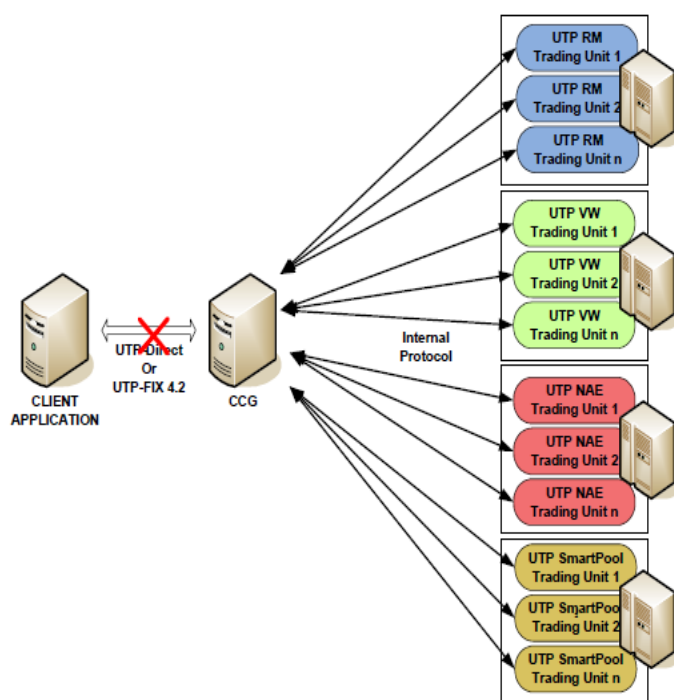 UTP RM
Trading Unit 1
UTP RM
Trading Unit 2
UTP RM
Trading Unit n
UTP VW
Trading Unit 1
UTP VW
Trading Unit 2
UTP VW
Trading Unit n
UTP Direct
Or
UTP-FIX 4.2
CLIENT
APPLICATION
CCG
Internal
Protocol
UTP NAE
Trading Unit 1
UTP NAE
Trading Unit 2
UTP NAE
Trading Unit n
UTP SmartPool
Trading Unit 1
UTP SmartPool
Trading Unit 2
UTP SmartPool
Trading Unit n